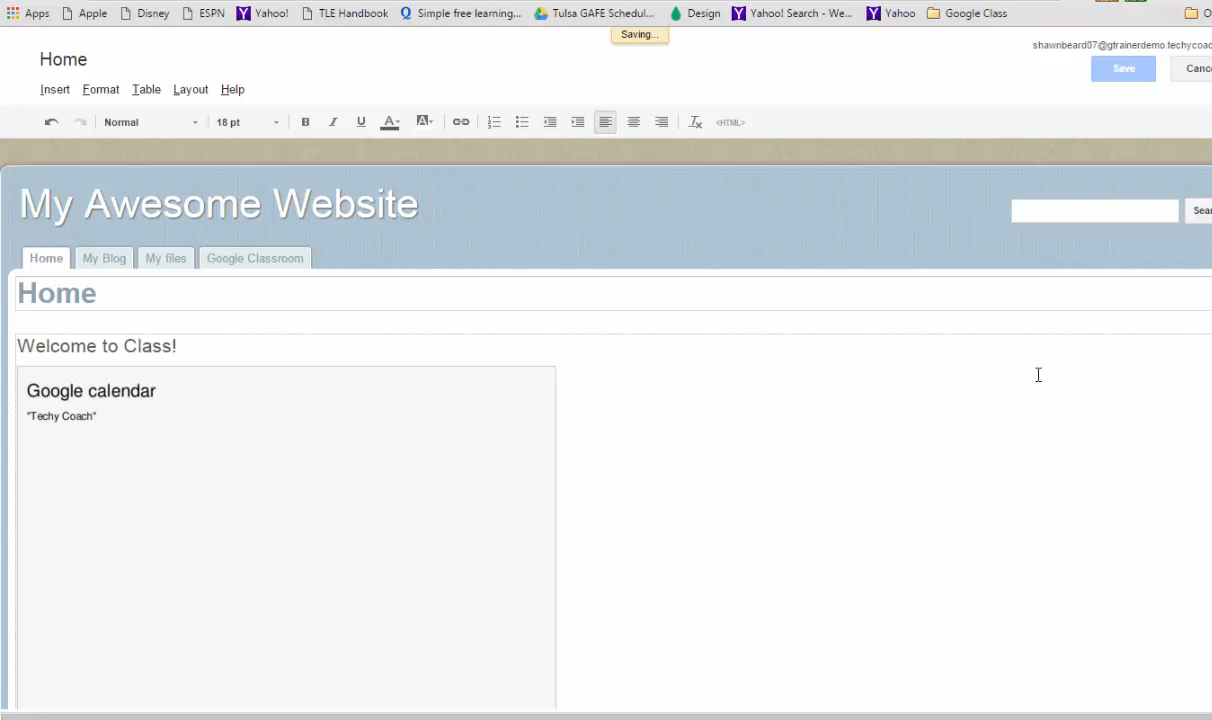 Apps Apple Disney ESPN Yahoo! TLE Handbook Simple free learning... Tulsa GAFE Schedul... Design Yahoo! Search - We... Yahoo Google Class
Saving...
shawnbeard07@gtrainerdemo.techycoac
Home
Save
Insert Format Table Layout Help
Normal 18 pt B I U A A <HTML>
My Awesome Website
Home My Blog My files Google Classroom
Home
Welcome to Class!
Google calendar
"Techy Coach"